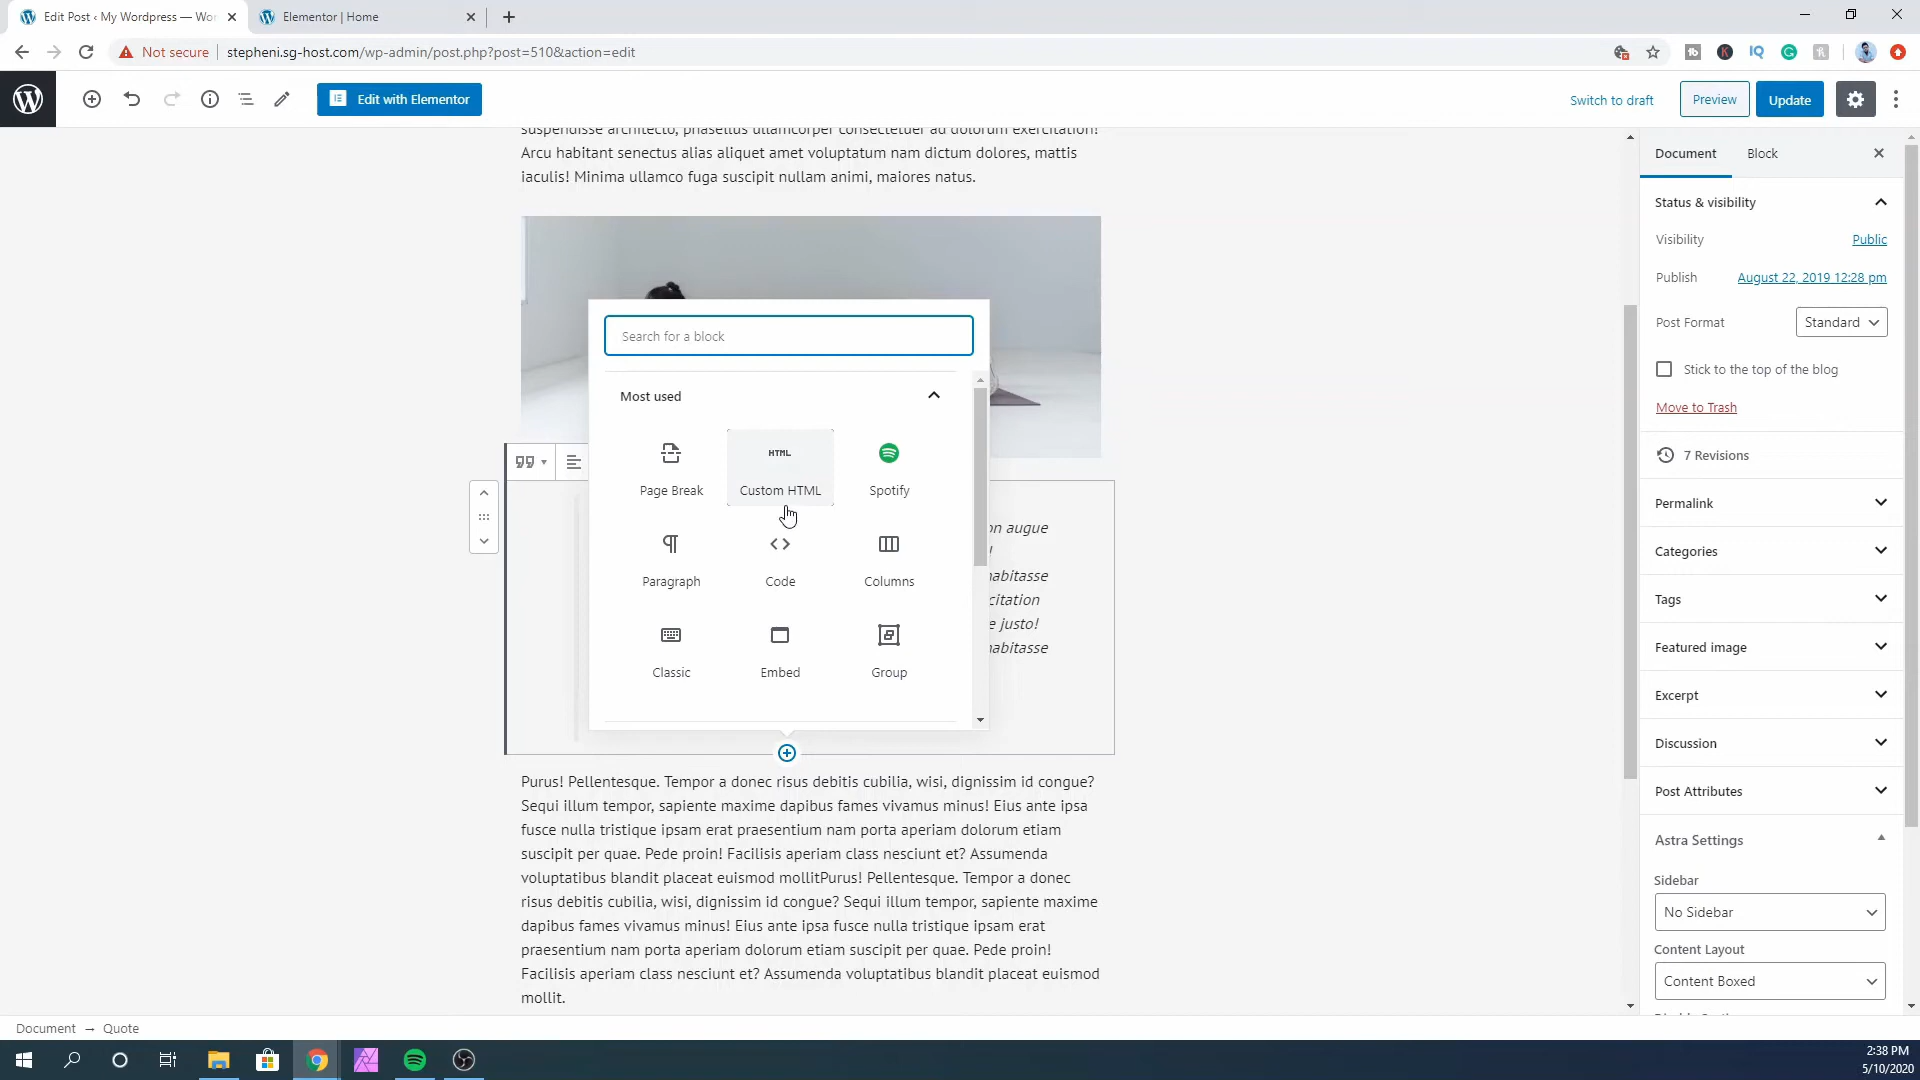 Edit Post ‹ My Wordpress — Wor
Elementor | Home
Not secure
stepheni.sg-host.com/wp-admin/post.php?post=510&action=edit
Edit with Elementor
Switch to draft
Preview
Update
suspendisse architecto, phasellus ullamcorper consectetuer ad dolorum exercitation!
Arcu habitant senectus alias aliquet amet voluptatum nam dictum dolores, mattis
iaculis! Minima ullamco fuga suscipit nullam animi, maiores natus.
Search for a block
Most used
HTML
Page Break
Custom HTML
Spotify
Paragraph
Code
Columns
Classic
Embed
Group
on augue
!
habitasse
citation
e justo!
habitasse
Purus! Pellentesque. Tempor a donec risus debitis cubilia, wisi, dignissim id congue?
Sequi illum tempor, sapiente maxime dapibus fames vivamus minus! Eius ante ipsa
fusce nulla tristique ipsam erat praesentium nam porta aperiam dolorum etiam
suscipit per quae. Pede proin! Facilisis aperiam class nesciunt et? Assumenda
voluptatibus blandit placeat euismod mollitPurus! Pellentesque. Tempor a donec
risus debitis cubilia, wisi, dignissim id congue? Sequi illum tempor, sapiente maxime
dapibus fames vivamus minus! Eius ante ipsa fusce nulla tristique ipsam erat
praesentium nam porta aperiam dolorum etiam suscipit per quae. Pede proin!
Facilisis aperiam class nesciunt et? Assumenda voluptatibus blandit placeat euismod
mollit.
Document
Block
Status & visibility
Visibility
Public
Publish
August 22, 2019 12:28 pm
Post Format
Standard
Stick to the top of the blog
Move to Trash
7 Revisions
Permalink
Categories
Tags
Featured image
Excerpt
Discussion
Post Attributes
Astra Settings
Sidebar
No Sidebar
Content Layout
Content Boxed
Document → Quote
2:38 PM
5/10/2020